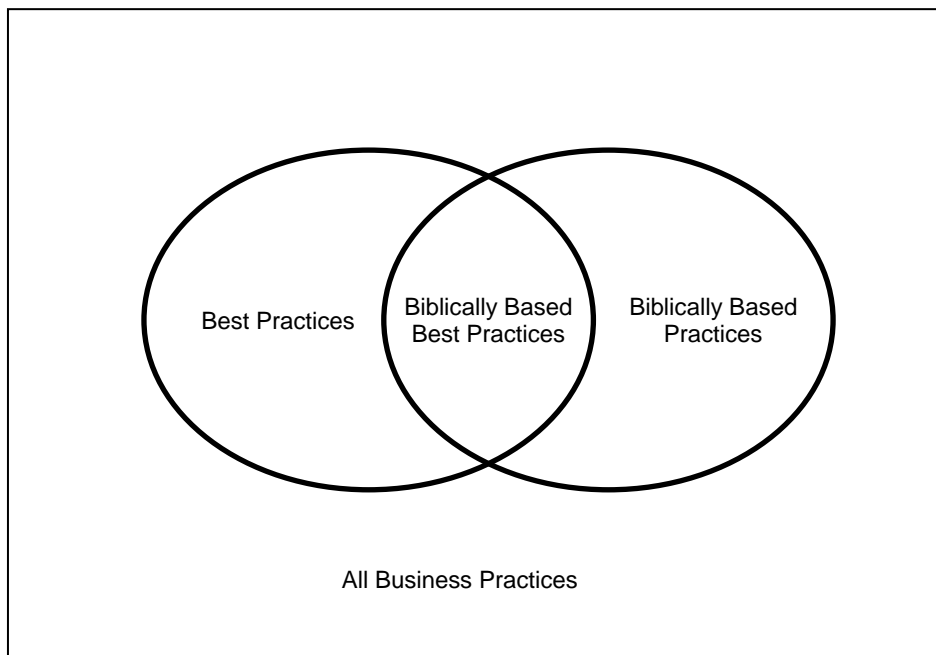 Best Practices
Biblically Based
Best Practices
Biblically Based
Practices
All Business Practices